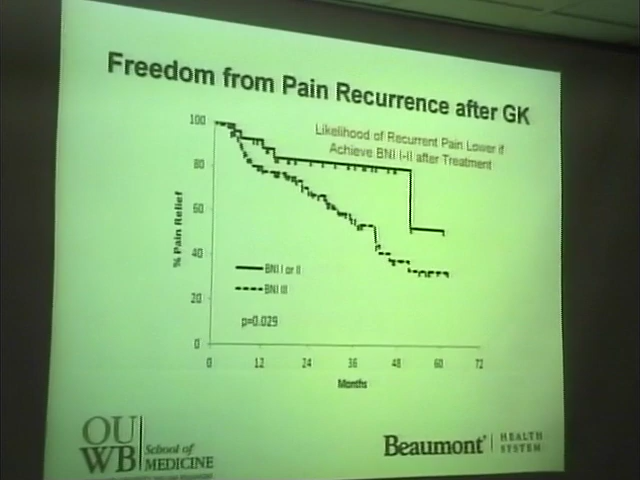 Freedom from Pain Recurrence after GK
Likelihood of Recurrent Pain Lower if
Achieve BNI I-II after Treatment
% Pain Relief
100
80
60
40
20
0
BNI I or II
BNI III
p=0.029
0 12 24 36 48 60 72
Months
OU
WB
School of
MEDICINE
Beaumont
HEALTH
SYSTEM